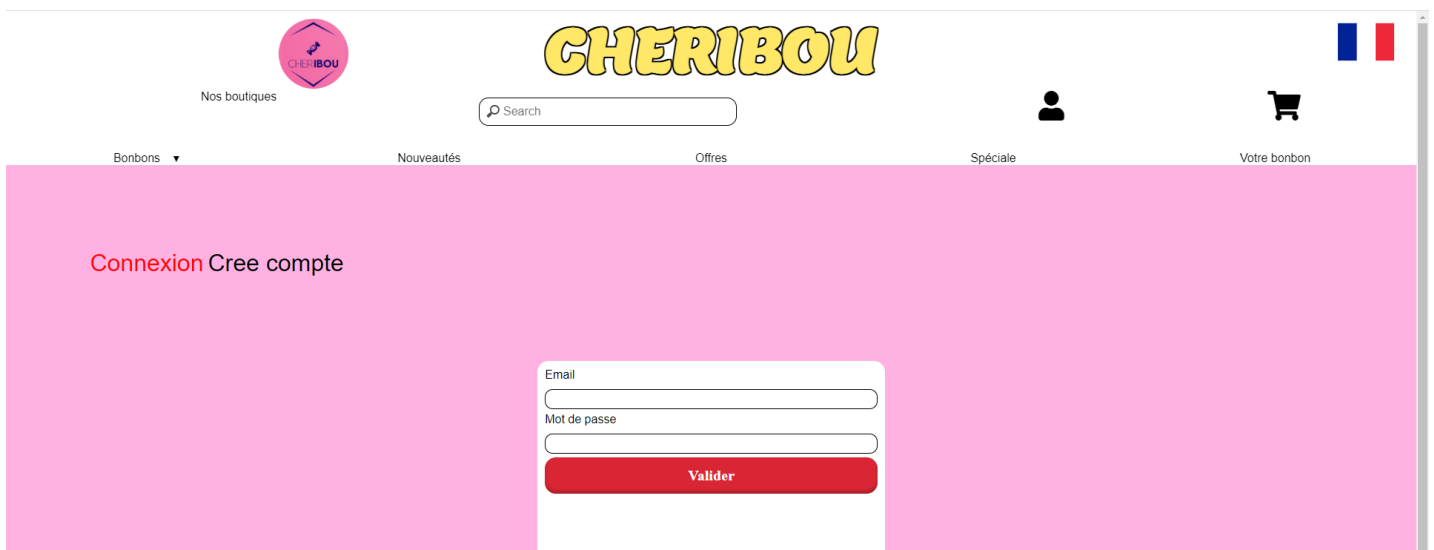 CHERIBOU
CHERIBOU
Nos boutiques
Search
Bonbons ▼
Nouveautés
Offres
Spéciale
Votre bonbon
Connexion Cree compte
Email
Mot de passe
Valider